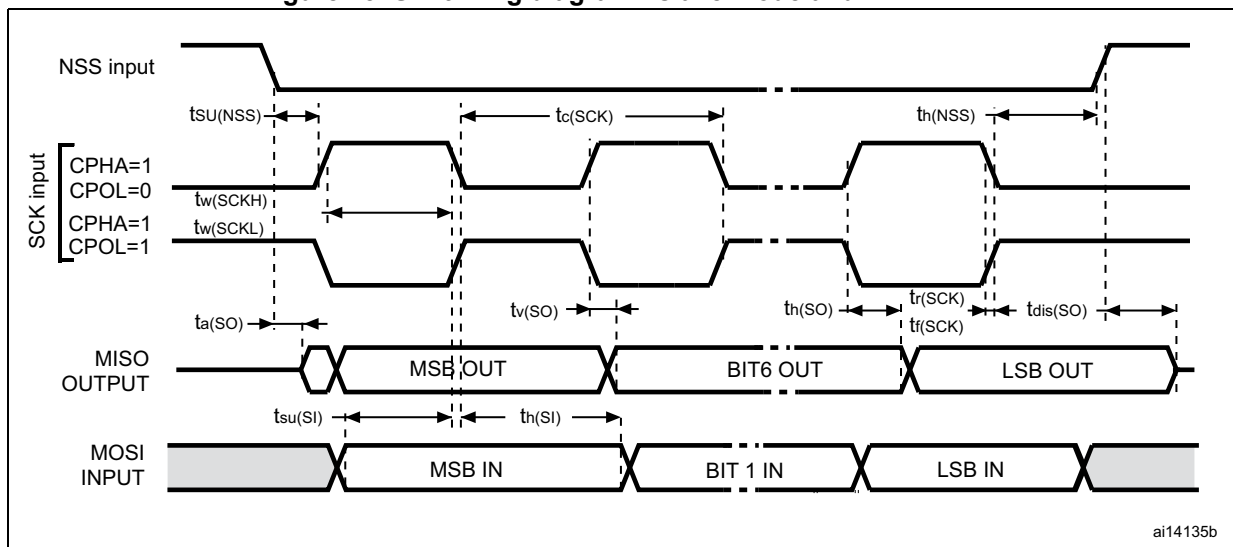 NSS input
tSU(NSS)
tc(SCK)
th(NSS)
SCK input
CPHA=1
CPOL=0
tw(SCKH)
CPHA=1
tw(SCKL)
CPOL=1
ta(SO)
tv(SO)
th(SO)
tr(SCK)
tf(SCK)
tdis(SO)
MISO
OUTPUT
MSB OUT
BIT6 OUT
LSB OUT
tsu(SI)
th(SI)
MOSI
INPUT
MSB IN
BIT 1 IN
LSB IN
ai14135b